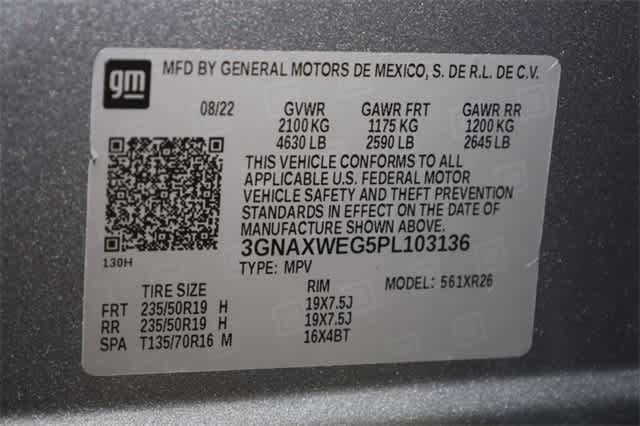 gm
MFD BY GENERAL MOTORS DE MEXICO, S. DE R.L. DE C.V.
08/22 GVWR GAWR FRT GAWR RR
2100 KG 1175 KG 1200 KG
4630 LB 2590 LB 2645 LB
THIS VEHICLE CONFORMS TO ALL
APPLICABLE U.S. FEDERAL MOTOR
VEHICLE SAFETY AND THEFT PREVENTION
STANDARDS IN EFFECT ON THE DATE OF
MANUFACTURE SHOWN ABOVE.
3GNAXWEG5PL103136
130H TYPE: MPV MODEL: 561XR26
TIRE SIZE RIM
FRT 235/50R19 H 19X7.5J
RR 235/50R19 H 19X7.5J
SPA T135/70R16 M 16X4BT